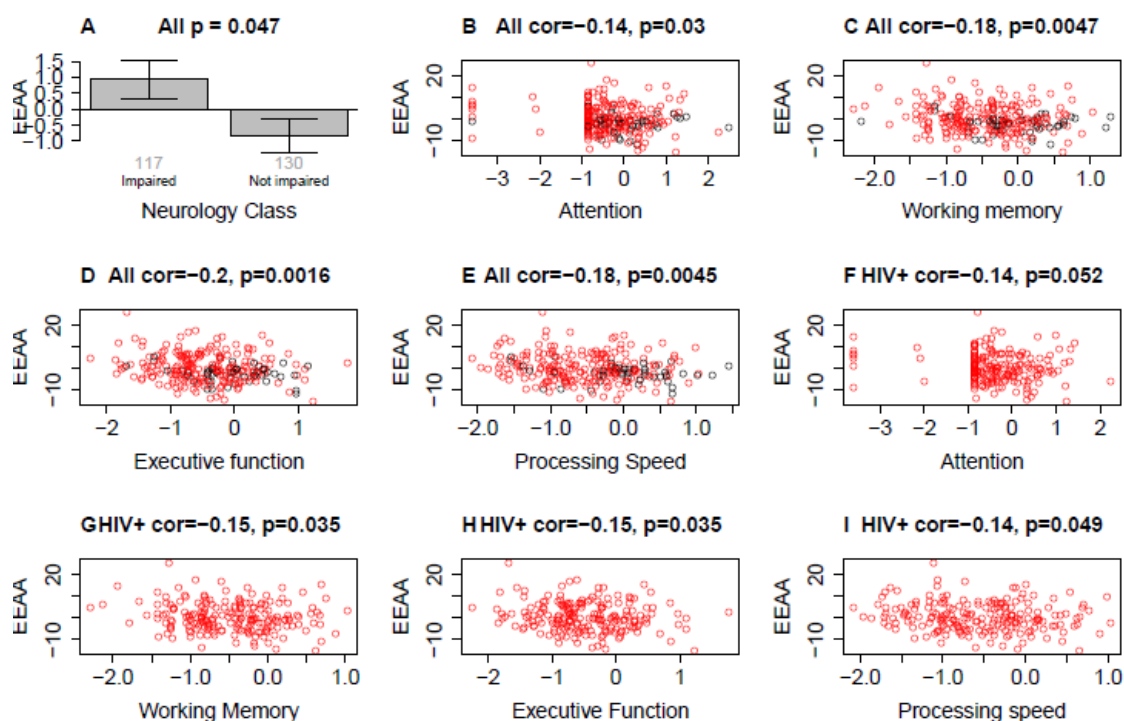 A All p = 0.047
EEAA
1.5
1.0
0.5
0.0
−0.5
−1.0
117 130
Impaired Not impaired
Neurology Class
B All cor=−0.14, p=0.03
EEAA
20
−10
−3 −2 −1 0 1 2
Attention
C All cor=−0.18, p=0.0047
EEAA
20
−10
−2.0 −1.0 0.0 1.0
Working memory
D All cor=−0.2, p=0.0016
EEAA
20
−10
−2 −1 0 1
Executive function
E All cor=−0.18, p=0.0045
EEAA
20
−10
−2.0 −1.0 0.0 1.0
Processing Speed
F HIV+ cor=−0.14, p=0.052
EEAA
20
−10
−3 −2 −1 0 1 2
Attention
GHIV+ cor=−0.15, p=0.035
EEAA
20
−10
−2.0 −1.0 0.0 1.0
Working Memory
HHIV+ cor=−0.15, p=0.035
EEAA
20
−10
−2 −1 0 1
Executive Function
I HIV+ cor=−0.14, p=0.049
EEAA
20
−10
−2.0 −1.0 0.0 1.0
Processing speed